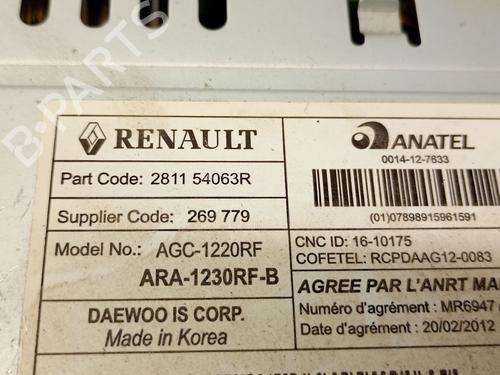 RENAULT
Part Code: 2811 54063R
Supplier Code: 269 779
Model No.: AGC-1220RF
ARA-1230RF-B
DAEWOO IS CORP.
Made in Korea
ANATEL
0014-12-7633
(01)07898915961591
CNC ID: 16-10175
COFETEL: RCPDAAG12-0083
AGREE PAR L'ANRT
Numéro d'agrément : MR6947
Date d'agrément : 20/02/2012
B-PARTS